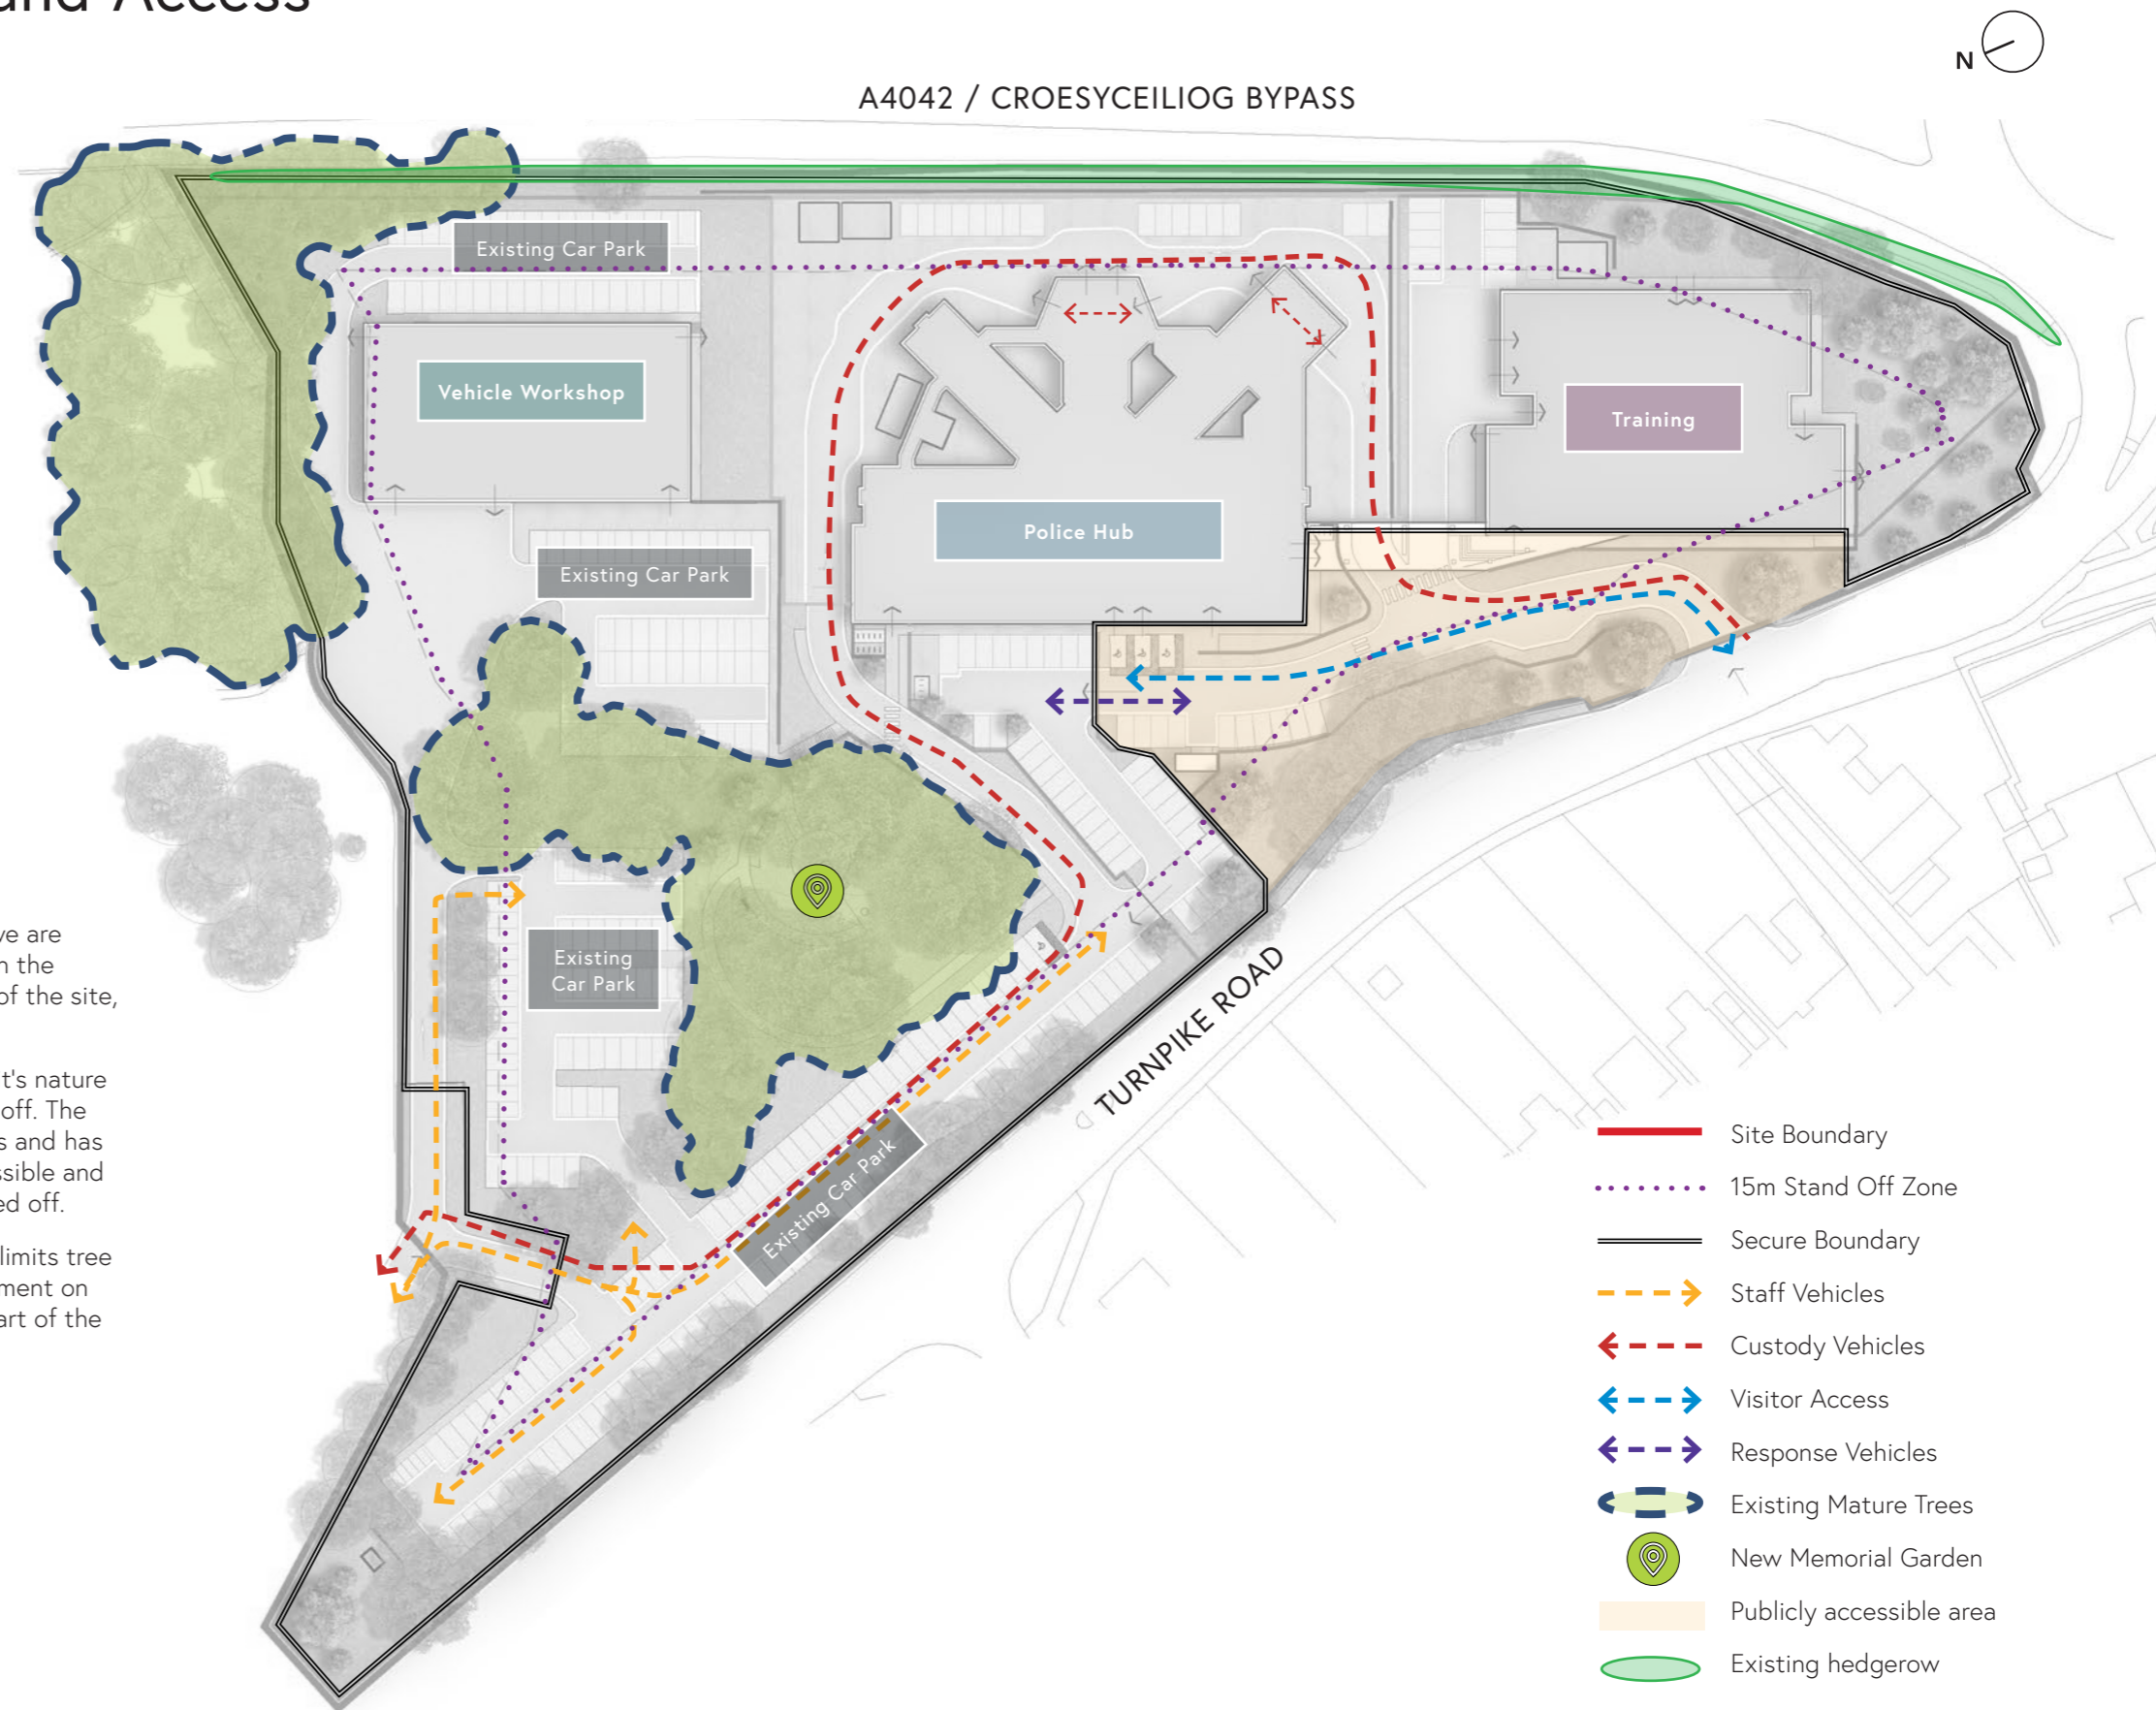 and Access
N
A4042 / CROESYCEILIOG BYPASS
Existing Car Park
Vehicle Workshop
Training
Police Hub
Existing Car Park
Existing
Car Park
Existing Car Park
TURNPIKE ROAD
ve are
n the
of the site,
t's nature
off. The
s and has
ssible and
ed off.
limits tree
ment on
art of the
Site Boundary
15m Stand Off Zone
Secure Boundary
Staff Vehicles
Custody Vehicles
Visitor Access
Response Vehicles
Existing Mature Trees
New Memorial Garden
Publicly accessible area
Existing hedgerow